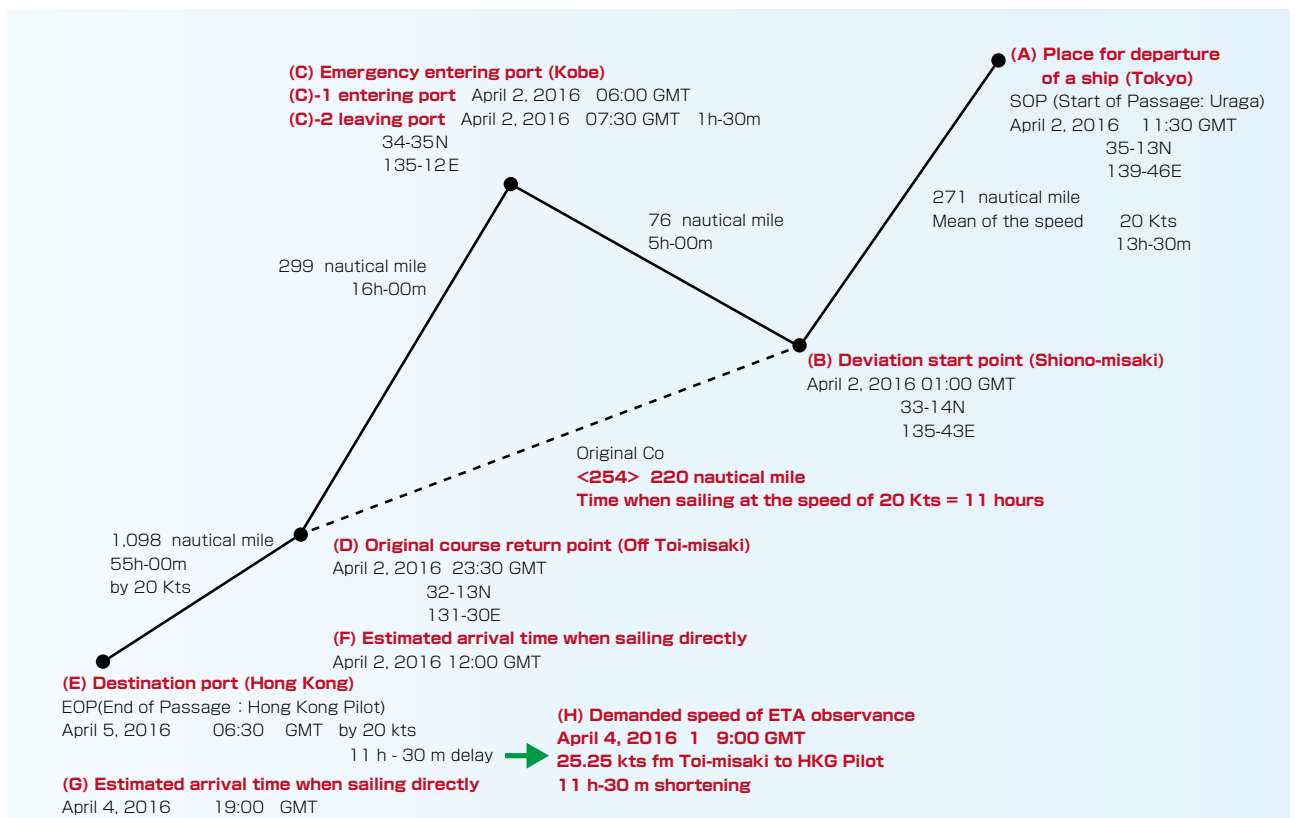 (C) Emergency entering port (Kobe)
(C)-1 entering port April 2, 2016 06:00 GMT
(C)-2 leaving port April 2, 2016 07:30 GMT 1h-30m
34-35N
135-12E
(A) Place for departure
of a ship (Tokyo)
SOP (Start of Passage: Uraga)
April 2, 2016 11:30 GMT
35-13N
139-46E
271 nautical mile
Mean of the speed 20 Kts
13h-30m
76 nautical mile
5h-00m
299 nautical mile
16h-00m
(B) Deviation start point (Shiono-misaki)
April 2, 2016 01:00 GMT
33-14N
135-43E
Original Co
<254> 220 nautical mile
Time when sailing at the speed of 20 Kts = 11 hours
1,098 nautical mile
55h-00m
by 20 Kts
(D) Original course return point (Off Toi-misaki)
April 2, 2016 23:30 GMT
32-13N
131-30E
(F) Estimated arrival time when sailing directly
April 2, 2016 12:00 GMT
(E) Destination port (Hong Kong)
EOP(End of Passage : Hong Kong Pilot)
April 5, 2016 06:30 GMT by 20 kts
11 h - 30 m delay
(G) Estimated arrival time when sailing directly
April 4, 2016 19:00 GMT
(H) Demanded speed of ETA observance
April 4, 2016 1 9:00 GMT
25.25 kts fm Toi-misaki to HKG Pilot
11 h-30 m shortening